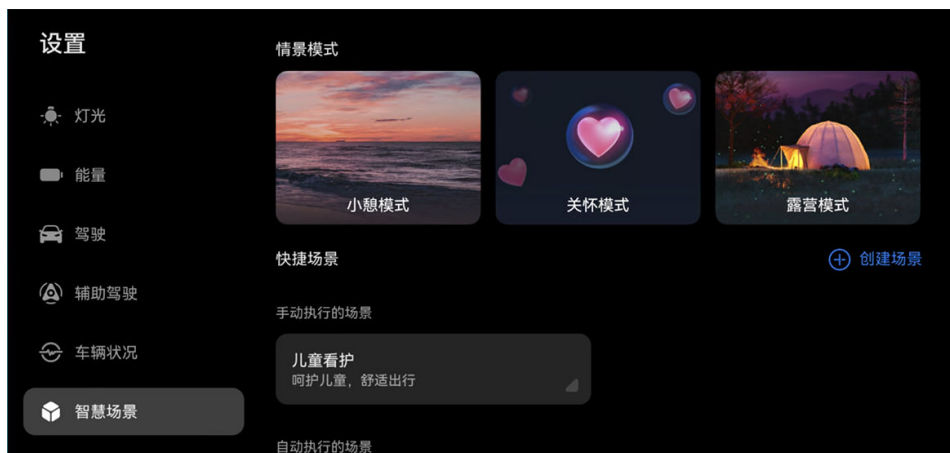 设置
灯光
能量
驾驶
辅助驾驶
车辆状况
智慧场景
情景模式
小憩模式
关怀模式
露营模式
快捷场景
创建场景
手动执行的场景
儿童看护
呵护儿童，舒适出行
自动执行的场景